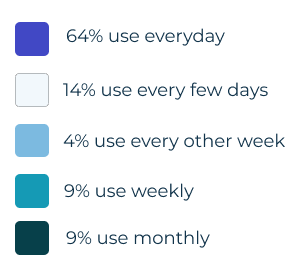 64% use everyday
14% use every few days
4% use every other week
9% use weekly
9% use monthly